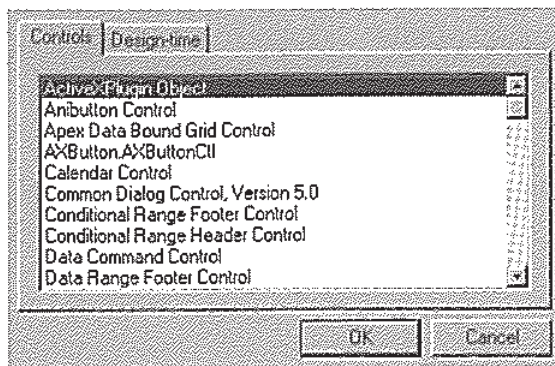 Controls Design-time
ActiveXPlugin Object
Anibutton Control
Apex Data Bound Grid Control
AXButton.AXButtonCtl
Calendar Control
Common Dialog Control, Version 5.0
Conditional Range Footer Control
Conditional Range Header Control
Data Command Control
Data Range Footer Control
OK Cancel